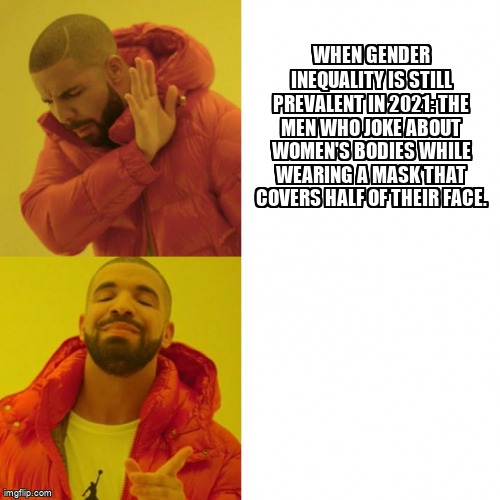 WHEN GENDER
INEQUALITY IS STILL
PREVALENT IN 2021: THE
MEN WHO JOKE ABOUT
WOMEN'S BODIES WHILE
WEARING A MASK THAT
COVERS HALF OF THEIR FACE.
imgflip.com